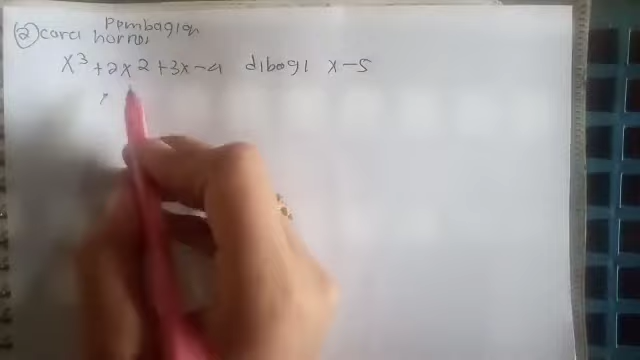 Pembagian
② cara horner
x³ + 2x² + 3x − 4 dibagi x − 5